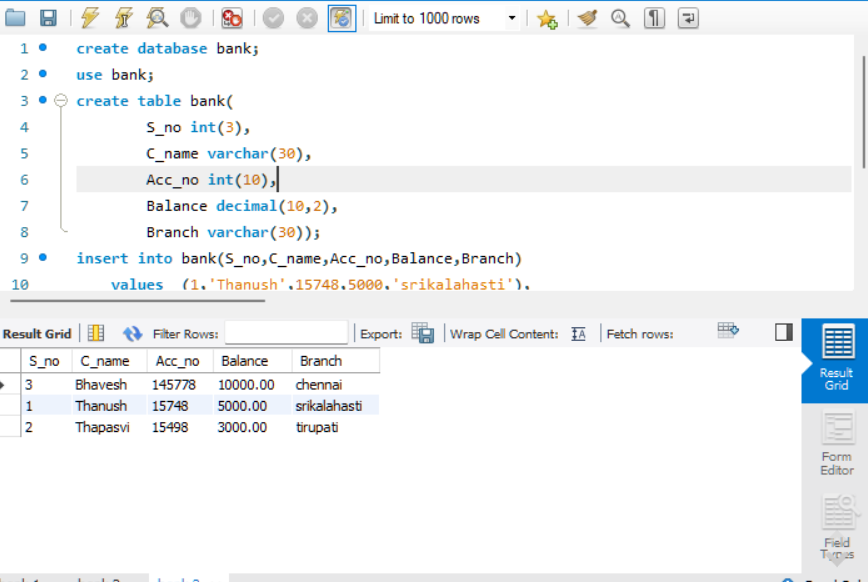 Limit to 1000 rows
1 create database bank;
2 use bank;
3 create table bank(
4 S_no int(3),
5 C_name varchar(30),
6 Acc_no int(10),
7 Balance decimal(10,2),
8 Branch varchar(30));
9 insert into bank(S_no,C_name,Acc_no,Balance,Branch)
10 values (1,'Thanush',15748,5000,'srikalahasti'),
Result Grid Filter Rows: Export: Wrap Cell Content: Fetch rows:
S_no C_name Acc_no Balance Branch
3 Bhavesh 145778 10000.00 chennai
1 Thanush 15748 5000.00 srikalahasti
2 Thapasvi 15498 3000.00 tirupati
Result
Grid
Form
Editor
Field
Types